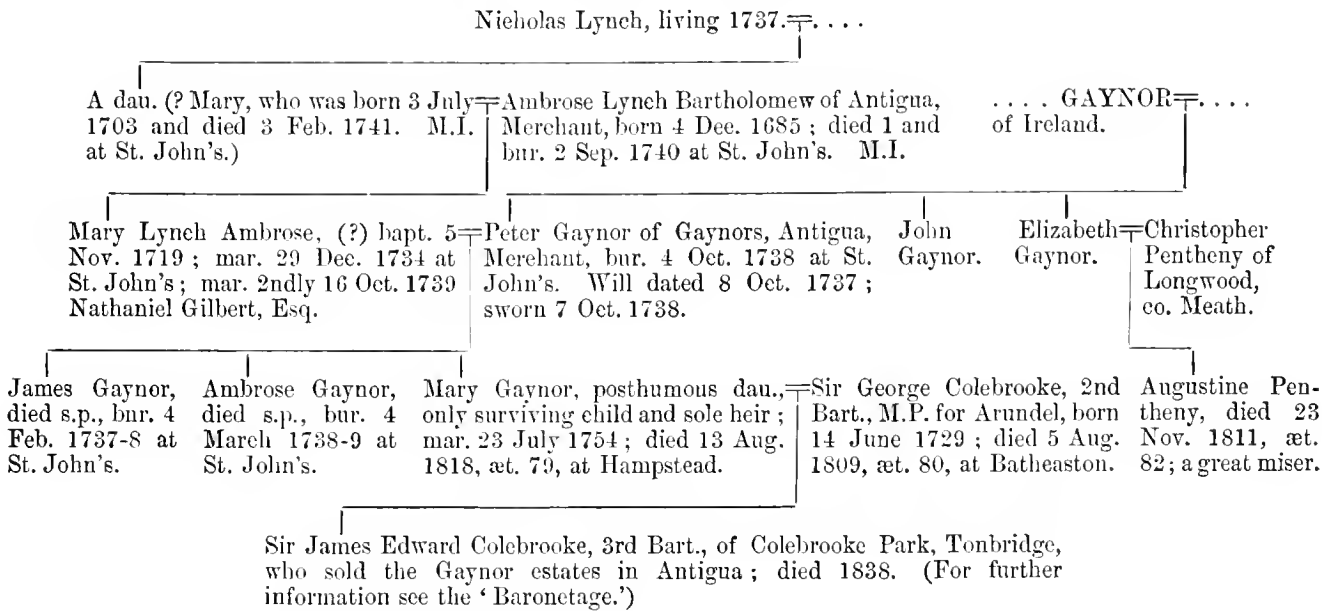 Nicholas Lynch, living 1737.=. . . .
A dau. (? Mary, who was born 3 July=Ambrose Lynch Bartholomew of Antigua,
1703 and died 3 Feb. 1741. M.I. Merchant, born 4 Dec. 1685 ; died 1 and
at St. John's.) bur. 2 Sep. 1740 at St. John's. M.I.
. . . . GAYNOR=. . . .
of Ireland.
Mary Lynch Ambrose, (?) bapt. 5=Peter Gaynor of Gaynors, Antigua,
Nov. 1719 ; mar. 29 Dec. 1734 at Merchant, bur. 4 Oct. 1738 at St.
St. John's ; mar. 2ndly 16 Oct. 1739 John's. Will dated 8 Oct. 1737 ;
Nathaniel Gilbert, Esq. sworn 7 Oct. 1738.
John
Gaynor.
Elizabeth=Christopher
Gaynor. Pentheny of
Longwood,
co. Meath.
James Gaynor,
died s.p., bur. 4
Feb. 1737-8 at
St. John's.
Ambrose Gaynor,
died s.p., bur. 4
March 1738-9 at
St. John's.
Mary Gaynor, posthumous dau.,=Sir George Colebrooke, 2nd
only surviving child and sole heir ; Bart., M.P. for Arundel, born
mar. 23 July 1754 ; died 13 Aug. 14 June 1729 ; died 5 Aug.
1818, æt. 79, at Hampstead. 1809, æt. 80, at Batheaston.
Augustine Pen-
theny, died 23
Nov. 1811, æt.
82 ; a great miser.
Sir James Edward Colebrooke, 3rd Bart., of Colebrooke Park, Tonbridge,
who sold the Gaynor estates in Antigua ; died 1838. (For further
information see the ‘ Baronetage.’)